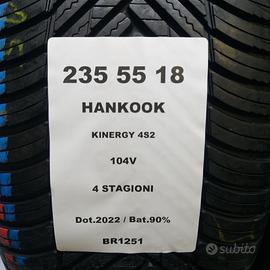 235 55 18
HANKOOK
KINERGY 4S2
104V
4 STAGIONI
Dot.2022 / Bat.90%
BR1251
subito